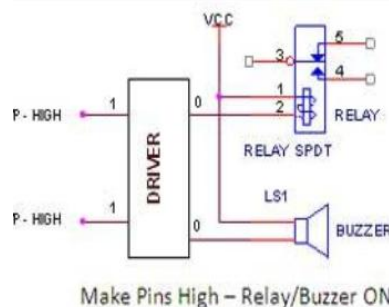 VCC
5
3
4
P - HIGH
1
0
1
2
RELAY
RELAY SPDT
DRIVER
LS1
P - HIGH
1
0
BUZZER
Make Pins High – Relay/Buzzer ON